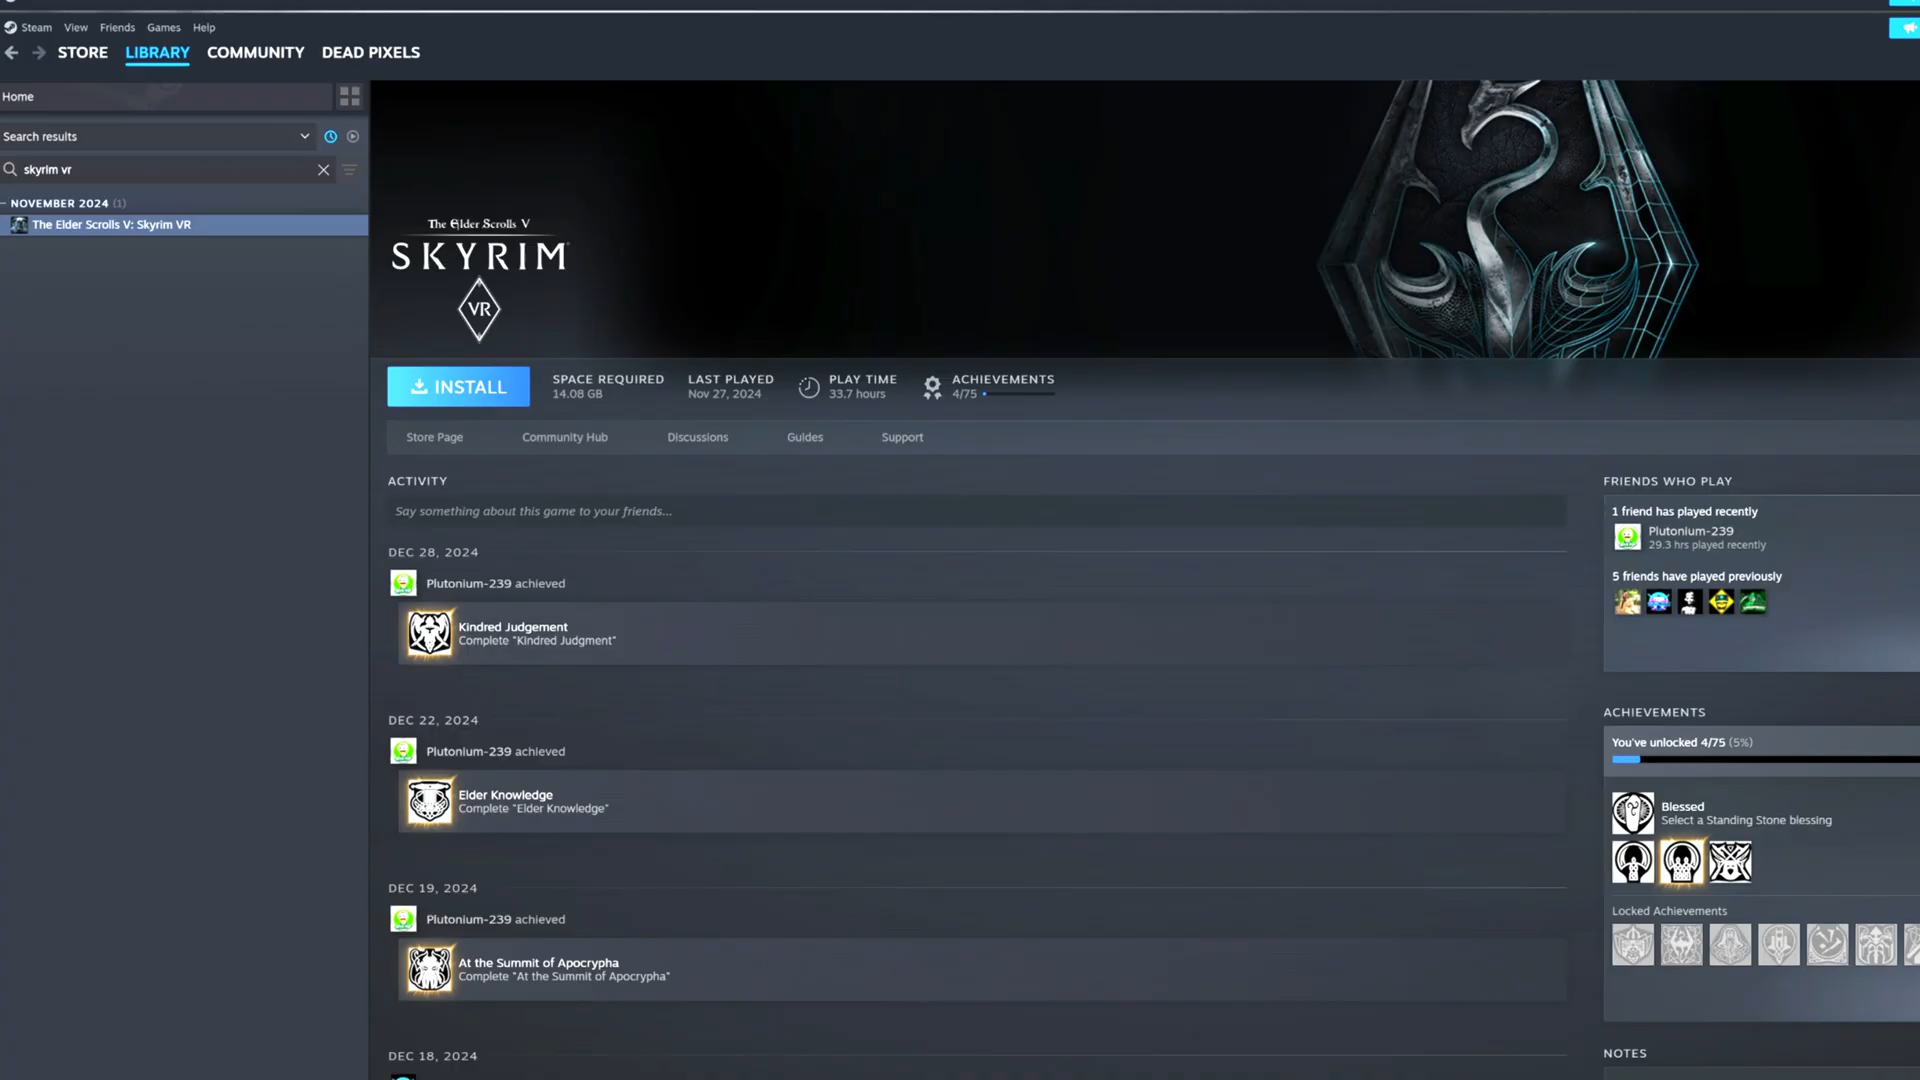 Steam View Friends Games Help
STORE LIBRARY COMMUNITY DEAD PIXELS
Home
Search results
skyrim vr
NOVEMBER 2024 (1)
The Elder Scrolls V: Skyrim VR
The Elder Scrolls V
SKYRIM
VR
INSTALL
SPACE REQUIRED
14.08 GB
LAST PLAYED
Nov 27, 2024
PLAY TIME
33.7 hours
ACHIEVEMENTS
4/75
Store Page Community Hub Discussions Guides Support
ACTIVITY
Say something about this game to your friends...
DEC 28, 2024
Plutonium-239 achieved
Kindred Judgement
Complete "Kindred Judgment"
DEC 22, 2024
Plutonium-239 achieved
Elder Knowledge
Complete "Elder Knowledge"
DEC 19, 2024
Plutonium-239 achieved
At the Summit of Apocrypha
Complete "At the Summit of Apocrypha"
DEC 18, 2024
FRIENDS WHO PLAY
1 friend has played recently
Plutonium-239
29.3 hrs played recently
5 friends have played previously
ACHIEVEMENTS
You've unlocked 4/75 (5%)
Blessed
Select a Standing Stone blessing
Locked Achievements
NOTES